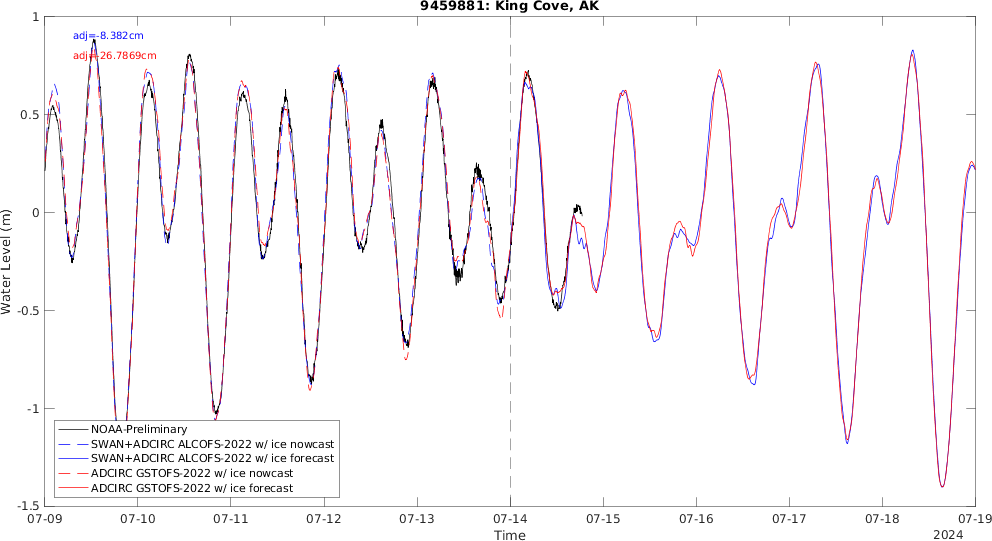 9459881: King Cove, AK
adj=-8.382cm
adj=-26.7869cm
Water Level (m)
1
0.5
0
-0.5
-1
-1.5
NOAA-Preliminary
SWAN+ADCIRC ALCOFS-2022 w/ ice nowcast
SWAN+ADCIRC ALCOFS-2022 w/ ice forecast
ADCIRC GSTOFS-2022 w/ ice nowcast
ADCIRC GSTOFS-2022 w/ ice forecast
07-09 07-10 07-11 07-12 07-13 07-14 07-15 07-16 07-17 07-18 07-19
Time
2024